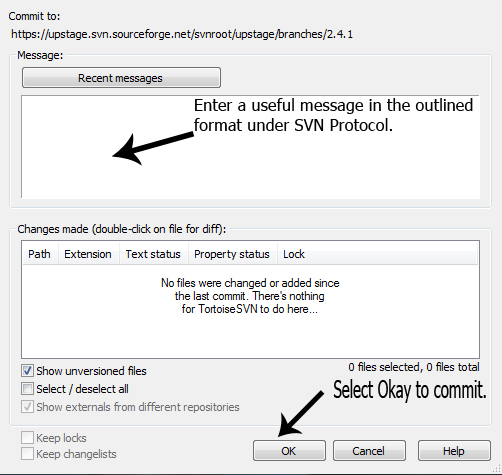 Commit to:
https://upstage.svn.sourceforge.net/svnroot/upstage/branches/2.4.1
Message:
Recent messages
Enter a useful message in the outlined
format under SVN Protocol.
Changes made (double-click on file for diff):
Path Extension Text status Property status Lock
No files were changed or added since
the last commit. There's nothing
for TortoiseSVN to do here...
Show unversioned files
0 files selected, 0 files total
Select / deselect all
Select Okay to commit.
Show externals from different repositories
Keep locks
Keep changelists
OK Cancel Help